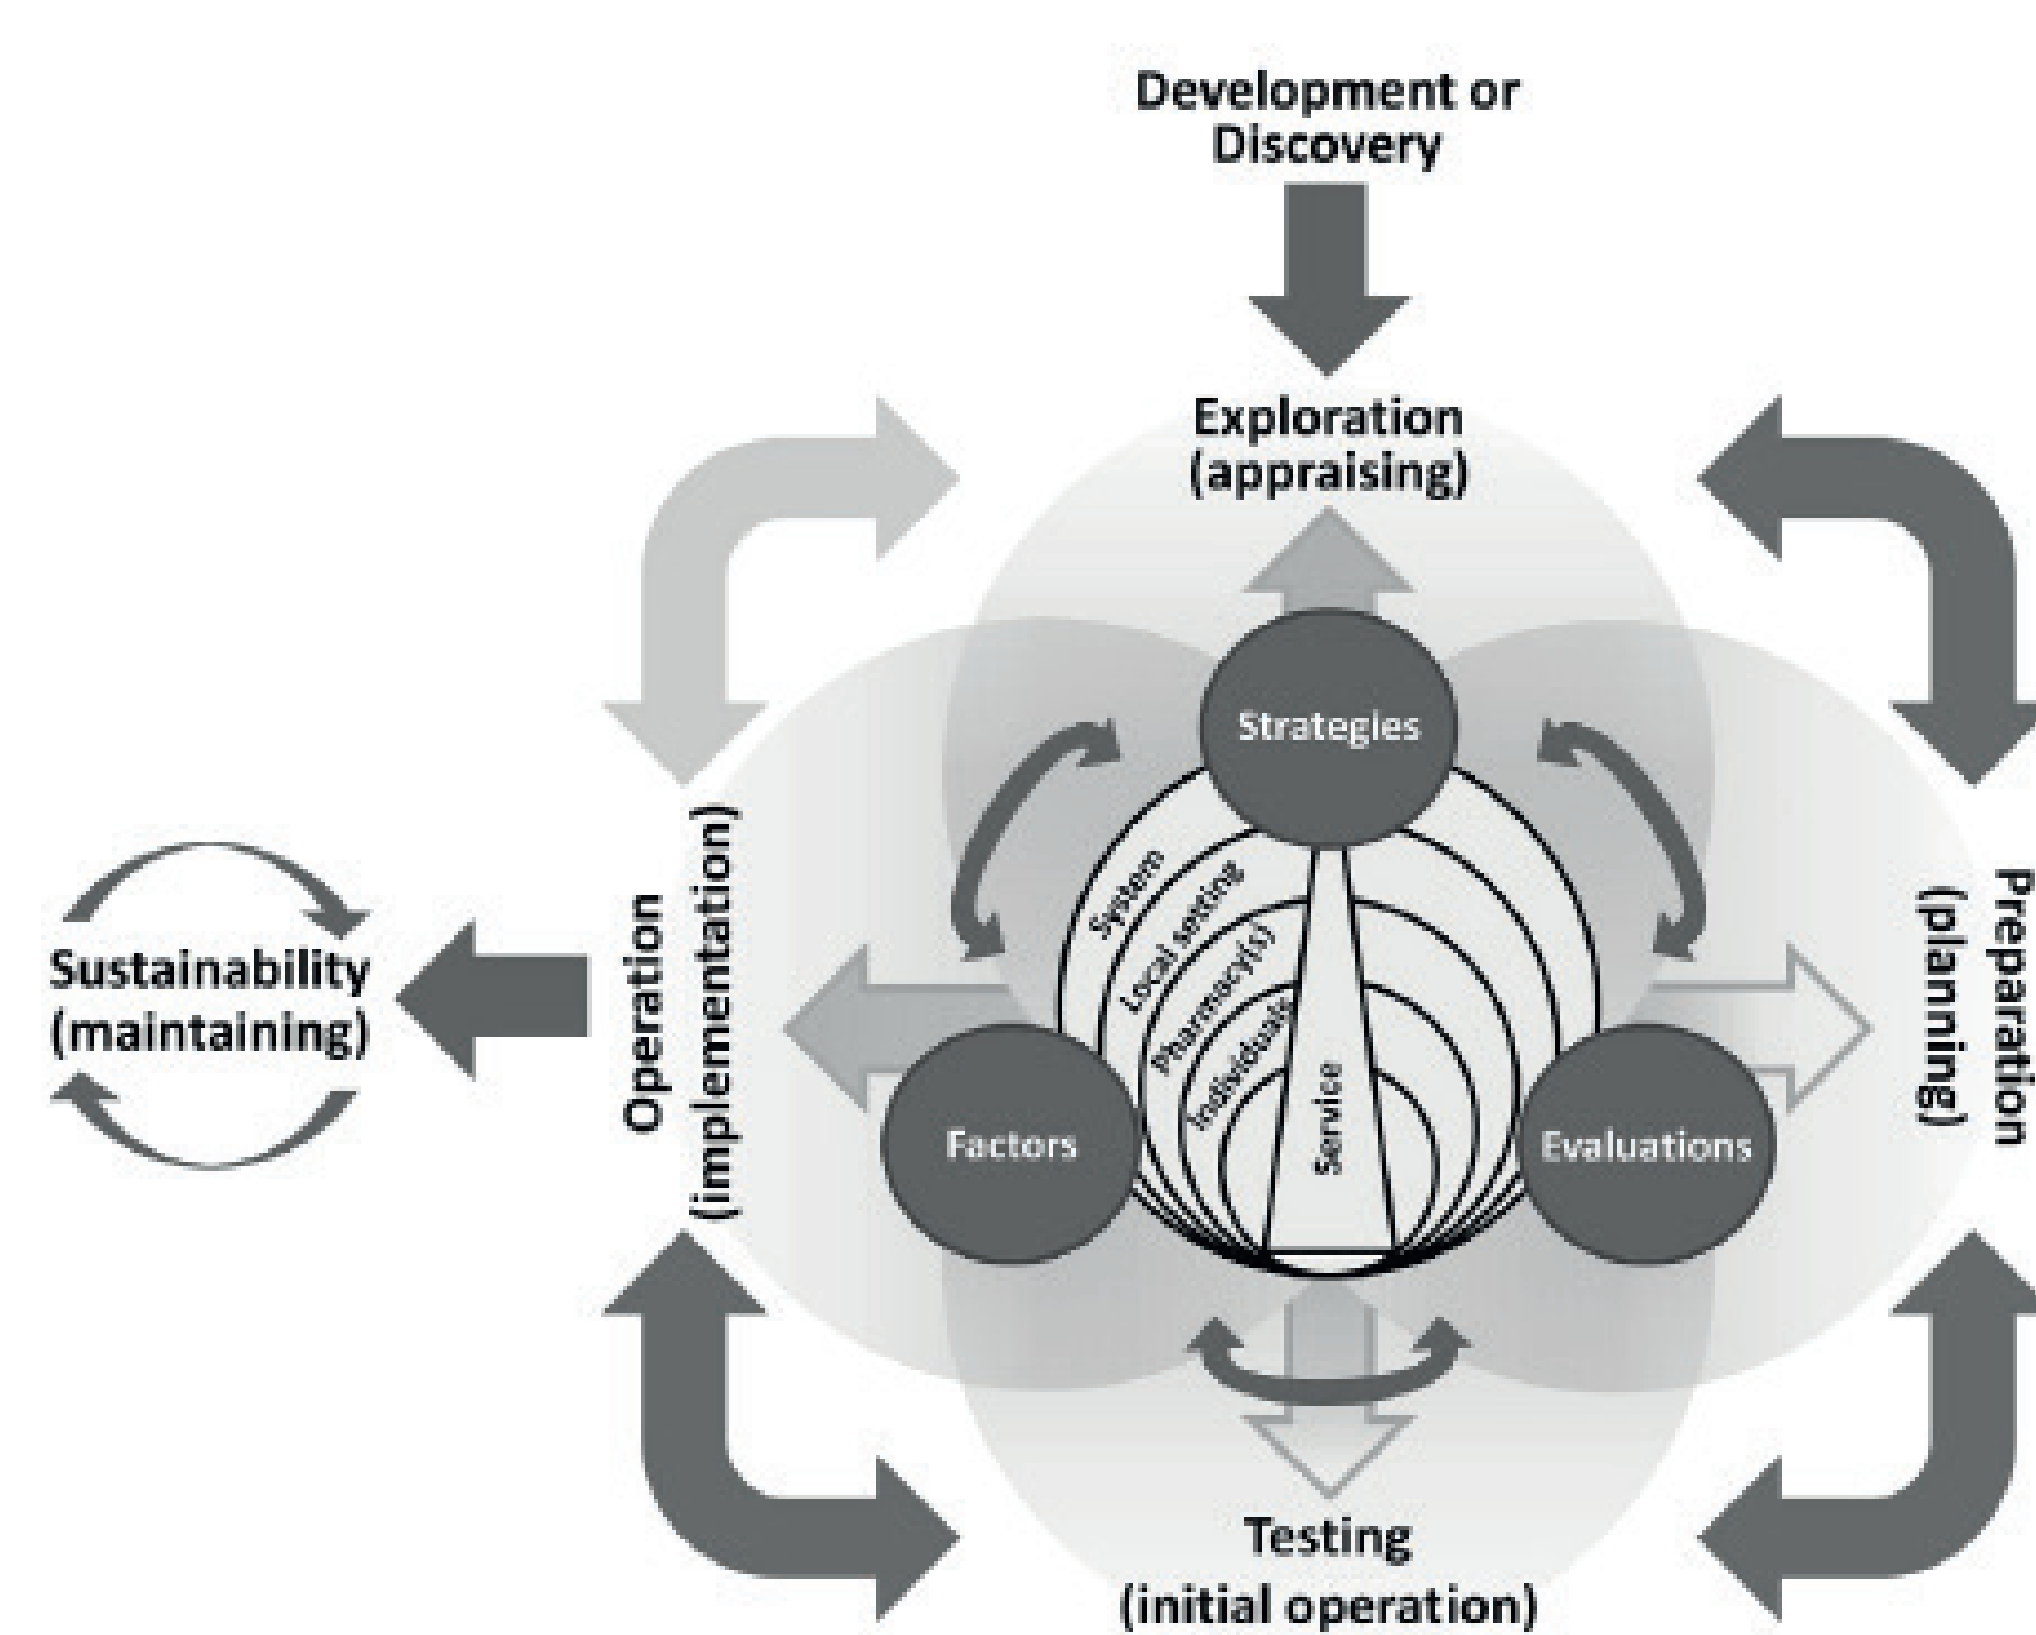 Development or
Discovery
Exploration
(appraising)
Strategies
System
Local setting
Pharmacy(s)
Individuals
Service
Factors
Evaluations
Operation
(implementation)
Sustainability
(maintaining)
Preparation
(planning)
Testing
(initial operation)